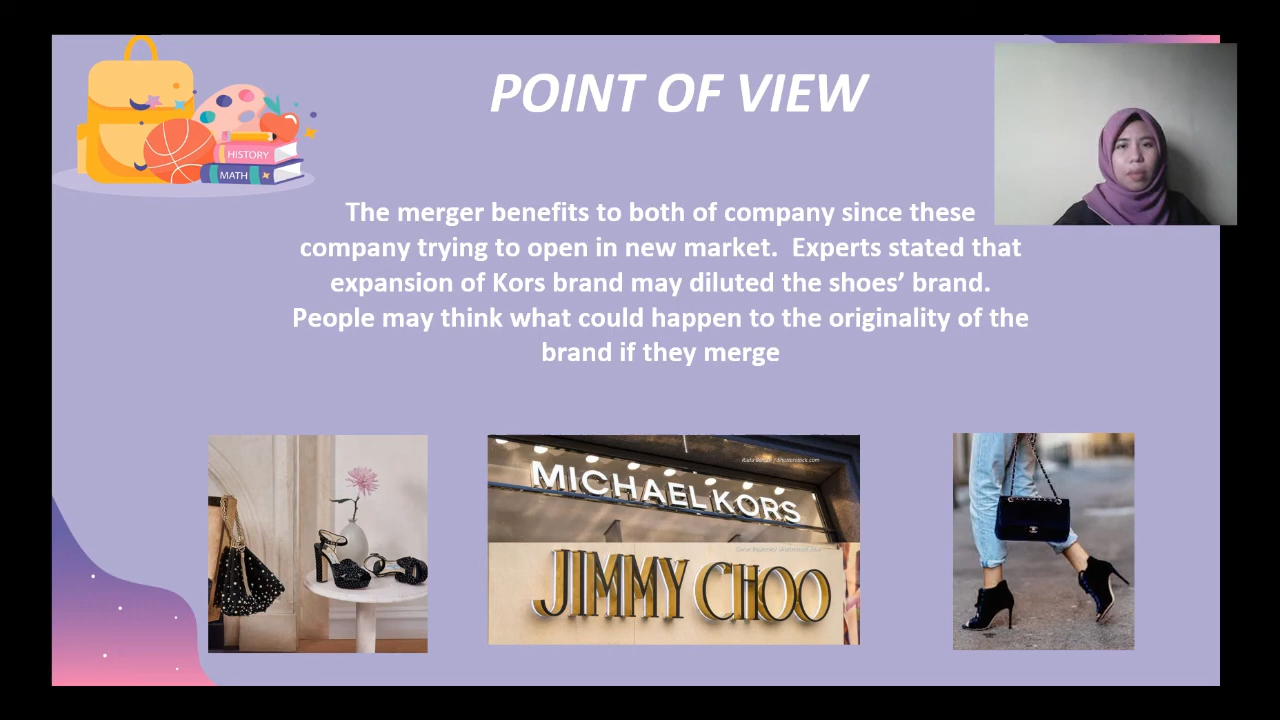 POINT OF VIEW
HISTORY
MATH
The merger benefits to both of company since these
company trying to open in new market.  Experts stated that
expansion of Kors brand may diluted the shoes’ brand.
People may think what could happen to the originality of the
brand if they merge
MICHAEL KORS
JIMMY CHOO